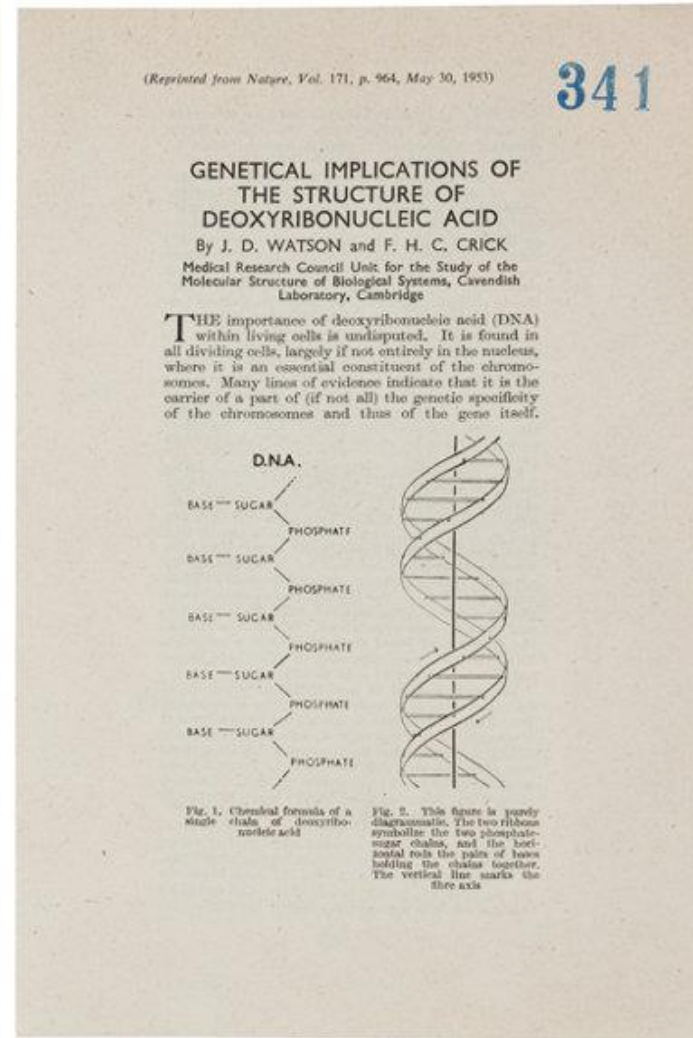 (Reprinted from Nature, Vol. 171, p. 964, May 30, 1953)
341
GENETICAL IMPLICATIONS OF
THE STRUCTURE OF
DEOXYRIBONUCLEIC ACID
By J. D. WATSON and F. H. C. CRICK
Medical Research Council Unit for the Study of the
Molecular Structure of Biological Systems, Cavendish
Laboratory, Cambridge
THE importance of deoxyribonucleic acid (DNA)
within living cells is undisputed. It is found in
all dividing cells, largely if not entirely in the nucleus,
where it is an essential constituent of the chromo-
somes. Many lines of evidence indicate that it is the
carrier of a part of (if not all) the genetic specificity
of the chromosomes and thus of the gene itself.
D.N.A.
BASE — SUGAR
PHOSPHATE
BASE — SUGAR
PHOSPHATE
BASE — SUGAR
PHOSPHATE
BASE — SUGAR
PHOSPHATE
BASE — SUGAR
PHOSPHATE
Fig. 1. Chemical formula of a
single chain of deoxyribo-
nucleic acid
Fig. 2. This figure is purely
diagrammatic. The two ribbons
symbolize the two phosphate-
sugar chains, and the hori-
zontal rods the pairs of bases
holding the chains together.
The vertical line marks the
fibre axis